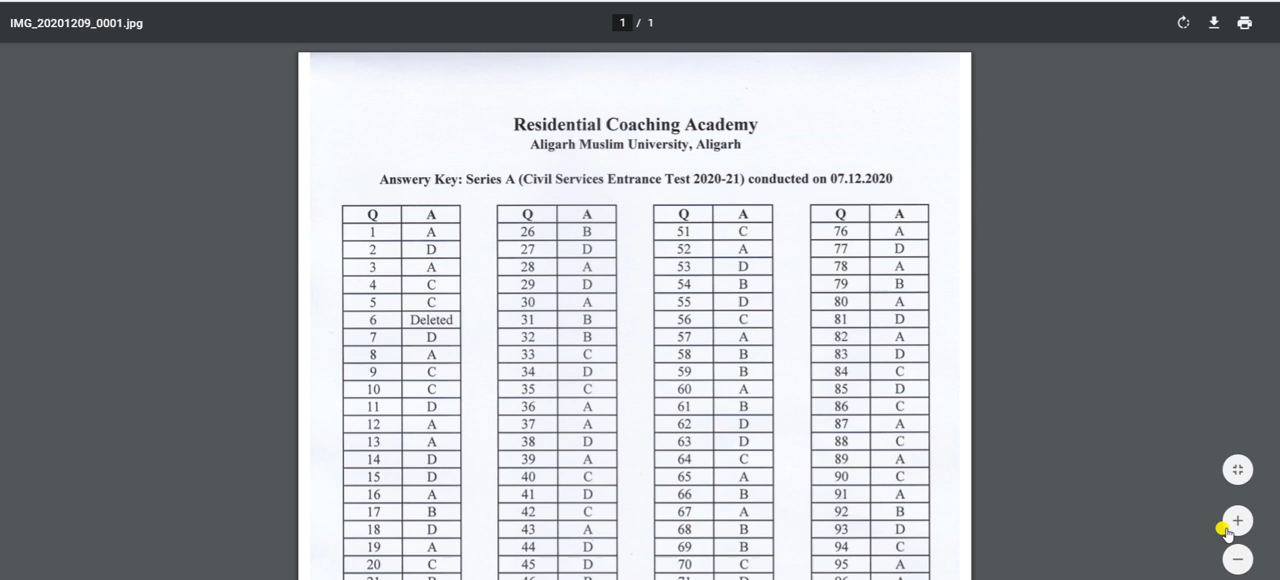 IMG_20201209_0001.jpg
1 / 1
Residential Coaching Academy
Aligarh Muslim University, Aligarh
Answery Key: Series A (Civil Services Entrance Test 2020-21) conducted on 07.12.2020
Q A Q A Q A Q A
1 A 26 B 51 C 76 A
2 D 27 D 52 A 77 D
3 A 28 A 53 D 78 A
4 C 29 D 54 B 79 B
5 C 30 A 55 D 80 A
6 Deleted 31 B 56 C 81 D
7 D 32 B 57 A 82 A
8 A 33 C 58 B 83 D
9 C 34 D 59 B 84 C
10 C 35 C 60 A 85 D
11 D 36 A 61 B 86 C
12 A 37 A 62 D 87 A
13 A 38 D 63 D 88 C
14 D 39 A 64 C 89 A
15 D 40 C 65 A 90 C
16 A 41 D 66 B 91 A
17 B 42 C 67 A 92 B
18 D 43 A 68 B 93 D
19 A 44 D 69 B 94 C
20 C 45 D 70 C 95 A